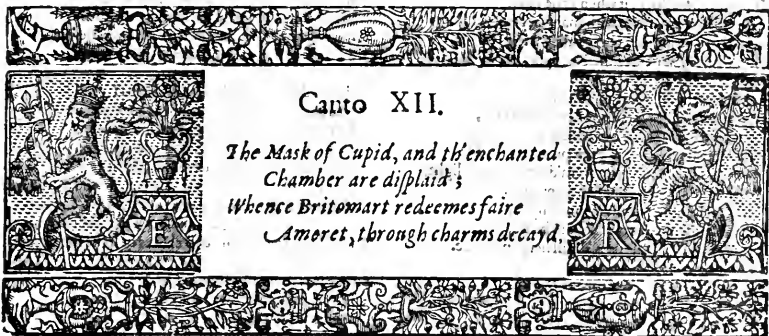 Canto XII.
The Mask of Cupid, and th'enchanted
Chamber are displaid;
Whence Britomart redeemes faire
Amoret, through charms decayd.
E R